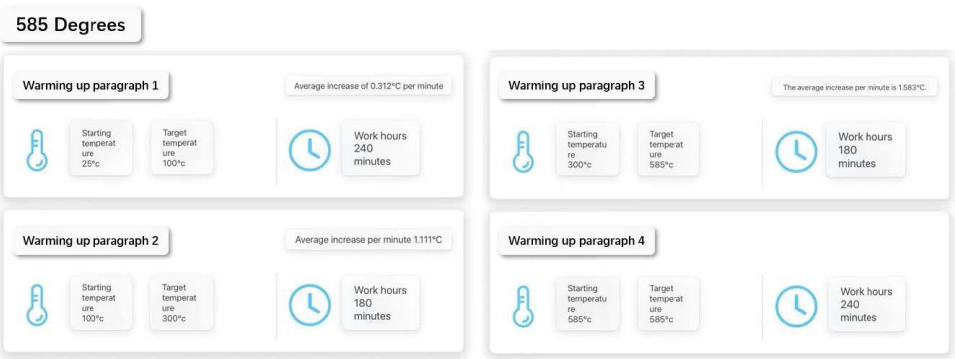 585 Degrees
Warming up paragraph 1
Average increase of 0.312°C per minute
Starting
temperat
ure
25°c
Target
temperat
ure
100°c
Work hours
240
minutes
Warming up paragraph 2
Average increase per minute 1.111°C
Starting
temperat
ure
100°c
Target
temperat
ure
300°c
Work hours
180
minutes
Warming up paragraph 3
The average increase per minute is 1.583°C.
Starting
temperatu
re
300°c
Target
temperat
ure
585°c
Work hours
180
minutes
Warming up paragraph 4
Starting
temperatu
re
585°c
Target
temperat
ure
585°c
Work hours
240
minutes